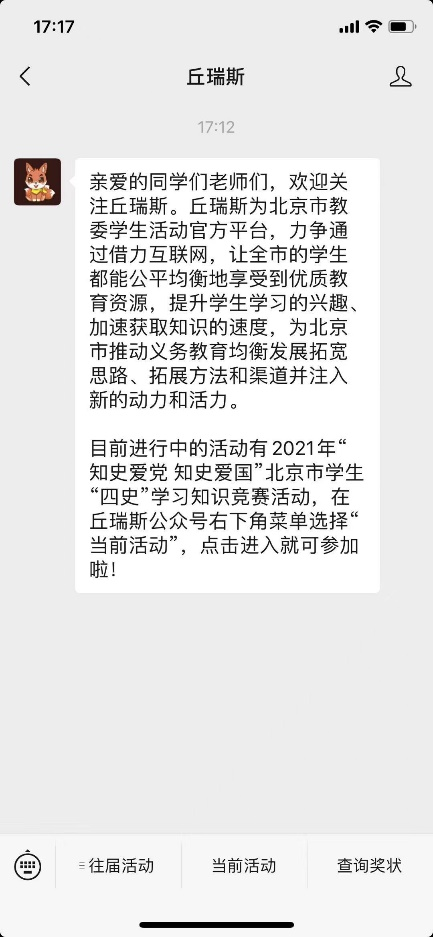 17:17
丘瑞斯
17:12
亲爱的同学们老师们，欢迎关
注丘瑞斯。丘瑞斯为北京市教
委学生活动官方平台，力争通
过借力互联网，让全市的学生
都能公平均衡地享受到优质教
育资源，提升学生学习的兴趣、
加速获取知识的速度，为北京
市推动义务教育均衡发展拓宽
思路、拓展方法和渠道并注入
新的动力和活力。
目前进行中的活动有2021年“
知史爱党 知史爱国”北京市学生
“四史”学习知识竞赛活动，在
丘瑞斯公众号右下角菜单选择“
当前活动”，点击进入就可参加
啦！
往届活动
当前活动
查询奖状